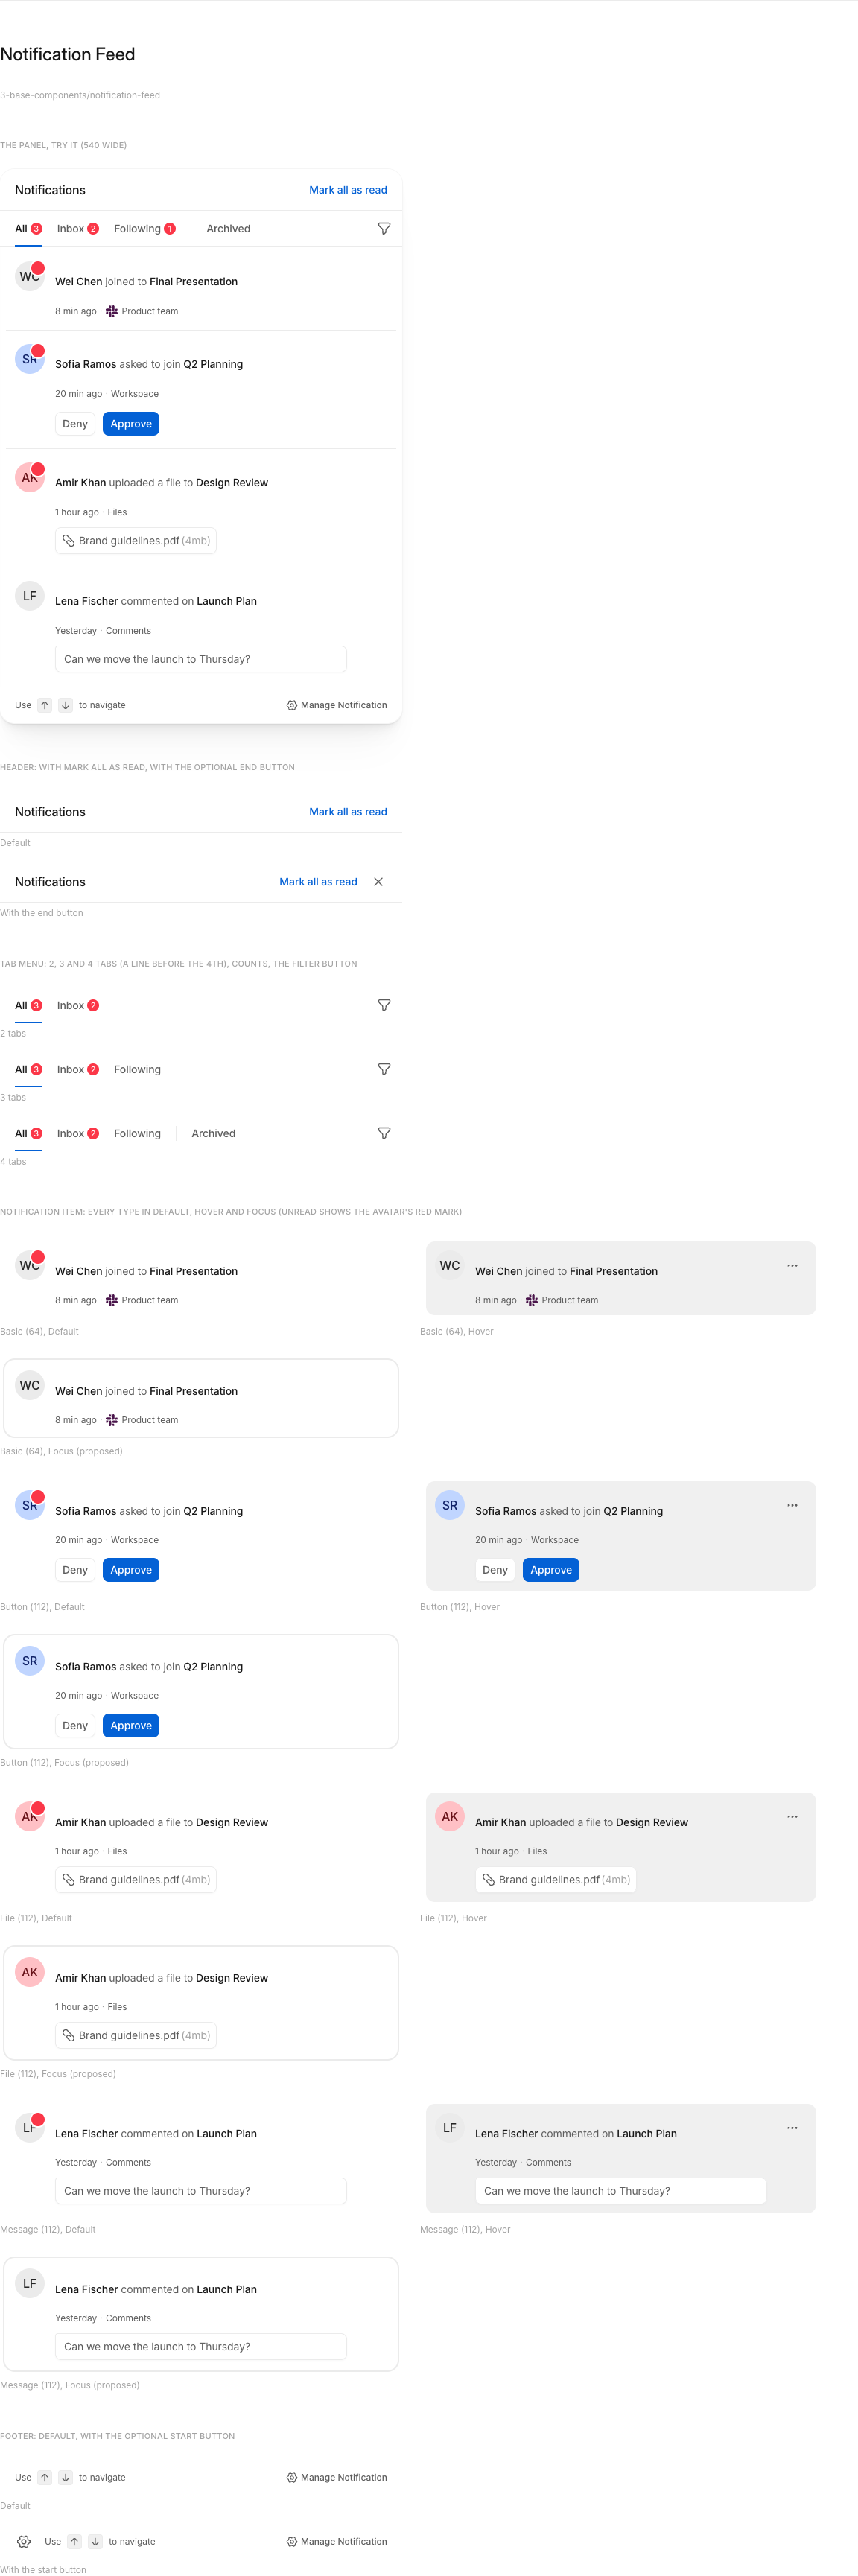 Notification Feed
3-base-components/notification-feed
THE PANEL, TRY IT (540 WIDE)
Notifications Mark all as read
All 3 Inbox 2 Following 1 Archived
WC Wei Chen joined to Final Presentation
8 min ago · Product team
SR Sofia Ramos asked to join Q2 Planning
20 min ago · Workspace
Deny Approve
AK Amir Khan uploaded a file to Design Review
1 hour ago · Files
Brand guidelines.pdf (4mb)
LF Lena Fischer commented on Launch Plan
Yesterday · Comments
Can we move the launch to Thursday?
Use ↑ ↓ to navigate Manage Notification
HEADER: WITH MARK ALL AS READ, WITH THE OPTIONAL END BUTTON
Notifications Mark all as read
Default
Notifications Mark all as read
With the end button
TAB MENU: 2, 3 AND 4 TABS (A LINE BEFORE THE 4TH), COUNTS, THE FILTER BUTTON
All 3 Inbox 2
2 tabs
All 3 Inbox 2 Following
3 tabs
All 3 Inbox 2 Following Archived
4 tabs
NOTIFICATION ITEM: EVERY TYPE IN DEFAULT, HOVER AND FOCUS (UNREAD SHOWS THE AVATAR'S RED MARK)
WC Wei Chen joined to Final Presentation
8 min ago · Product team
Basic (64), Default
WC Wei Chen joined to Final Presentation
8 min ago · Product team
Basic (64), Hover
WC Wei Chen joined to Final Presentation
8 min ago · Product team
Basic (64), Focus (proposed)
SR Sofia Ramos asked to join Q2 Planning
20 min ago · Workspace
Deny Approve
Button (112), Default
SR Sofia Ramos asked to join Q2 Planning
20 min ago · Workspace
Deny Approve
Button (112), Hover
SR Sofia Ramos asked to join Q2 Planning
20 min ago · Workspace
Deny Approve
Button (112), Focus (proposed)
AK Amir Khan uploaded a file to Design Review
1 hour ago · Files
Brand guidelines.pdf (4mb)
File (112), Default
AK Amir Khan uploaded a file to Design Review
1 hour ago · Files
Brand guidelines.pdf (4mb)
File (112), Hover
AK Amir Khan uploaded a file to Design Review
1 hour ago · Files
Brand guidelines.pdf (4mb)
File (112), Focus (proposed)
LF Lena Fischer commented on Launch Plan
Yesterday · Comments
Can we move the launch to Thursday?
Message (112), Default
LF Lena Fischer commented on Launch Plan
Yesterday · Comments
Can we move the launch to Thursday?
Message (112), Hover
LF Lena Fischer commented on Launch Plan
Yesterday · Comments
Can we move the launch to Thursday?
Message (112), Focus (proposed)
FOOTER: DEFAULT, WITH THE OPTIONAL START BUTTON
Use ↑ ↓ to navigate Manage Notification
Default
Use ↑ ↓ to navigate Manage Notification
With the start button